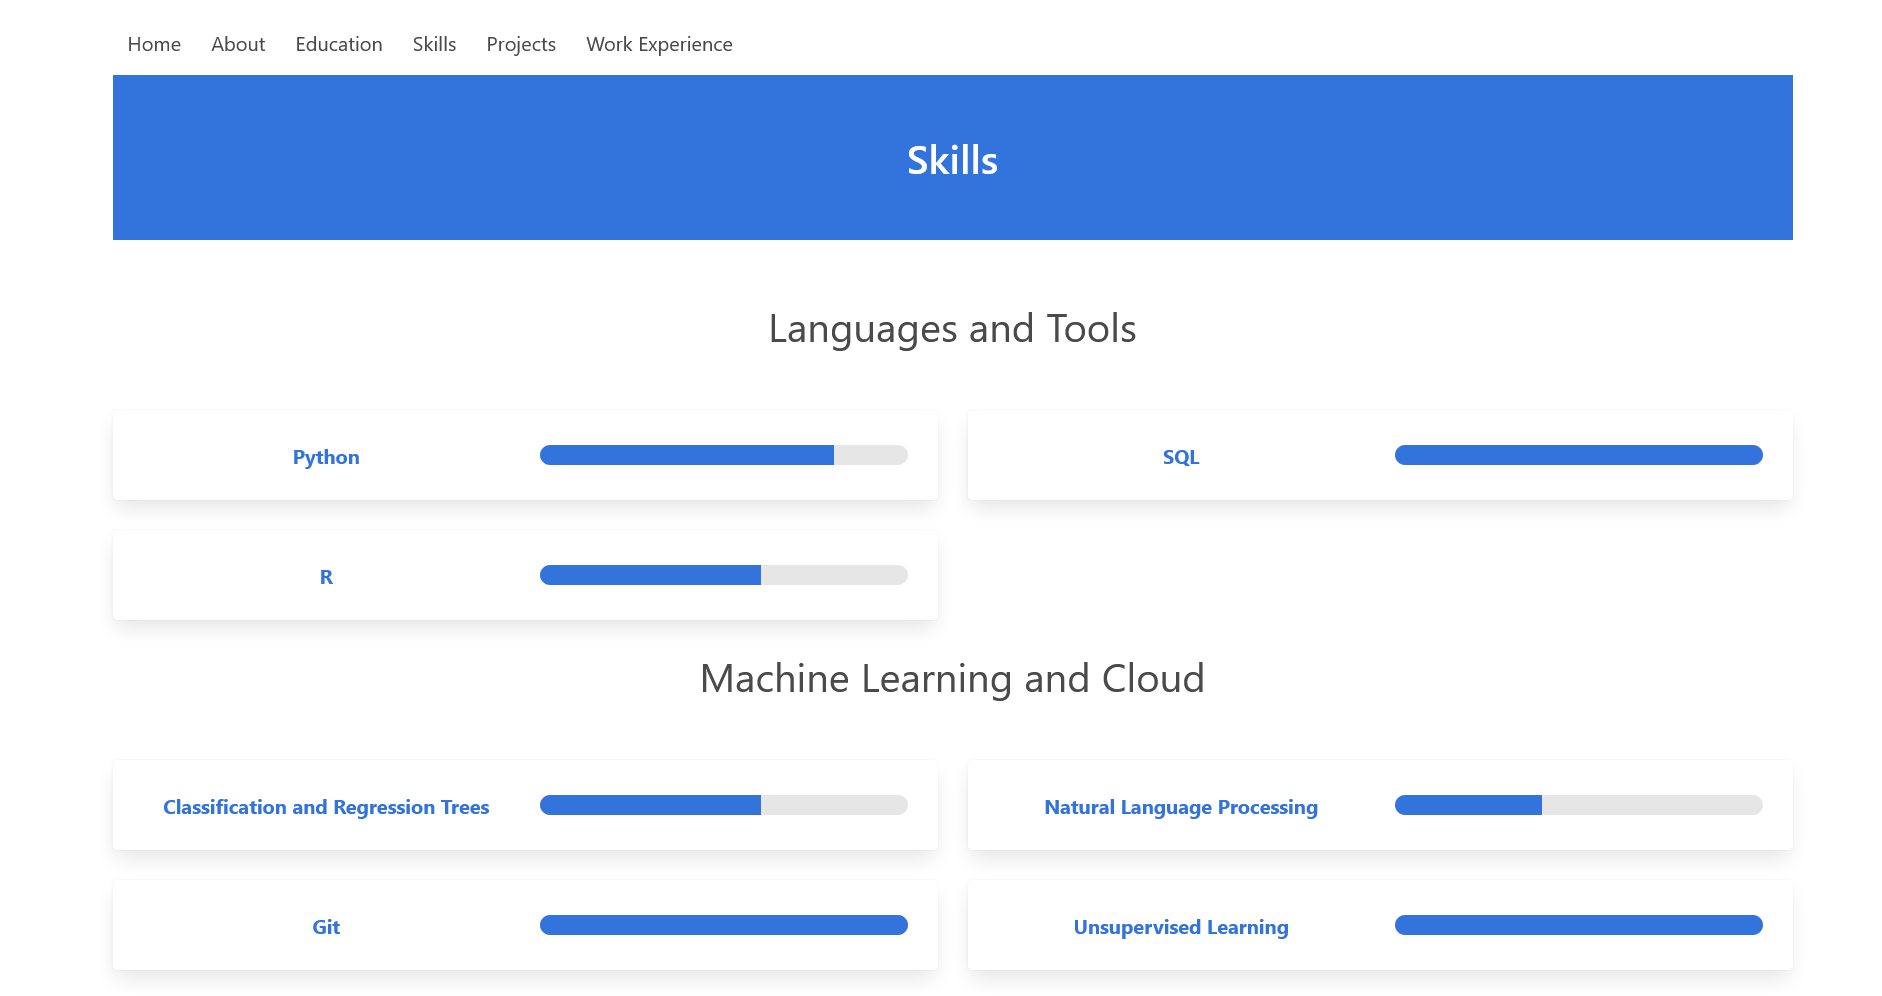 Home About Education Skills Projects Work Experience
Skills
Languages and Tools
Python SQL
R
Machine Learning and Cloud
Classification and Regression Trees Natural Language Processing
Git Unsupervised Learning